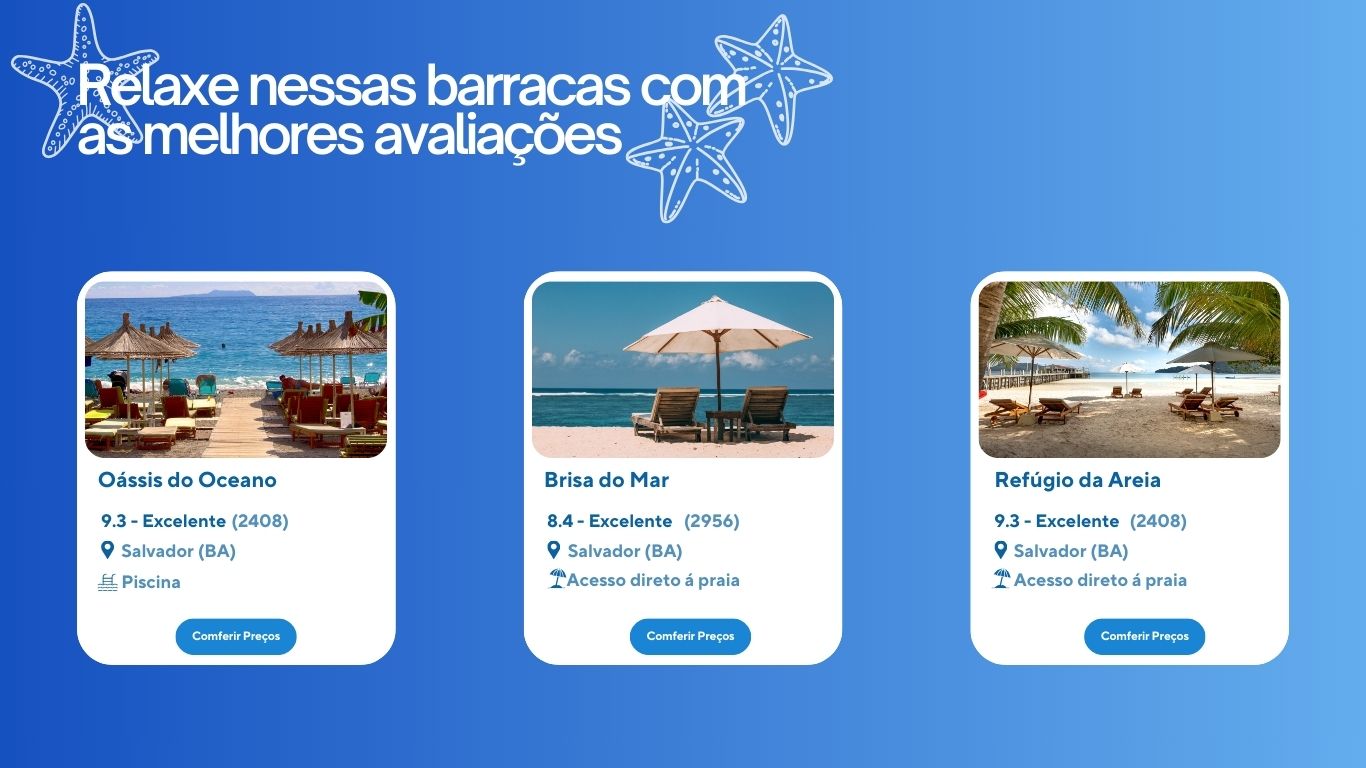 Relaxe nessas barracas com
as melhores avaliações
Oássis do Oceano
9.3 - Excelente (2408)
Salvador (BA)
Piscina
Comferir Preços
Brisa do Mar
8.4 - Excelente (2956)
Salvador (BA)
Acesso direto á praia
Comferir Preços
Refúgio da Areia
9.3 - Excelente (2408)
Salvador (BA)
Acesso direto á praia
Comferir Preços